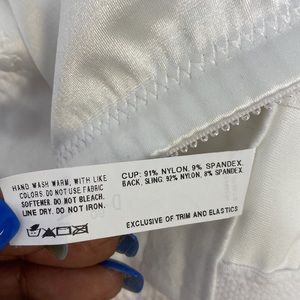 HAND WASH WARM, WITH LIKE
COLORS. DO NOT USE FABRIC
SOFTENER. DO NOT BLEACH.
LINE DRY. DO NOT IRON.
CUP: 91% NYLON, 9% SPANDEX.
BACK, SLING: 92% NYLON, 8% SPANDEX.
EXCLUSIVE OF TRIM AND ELASTICS